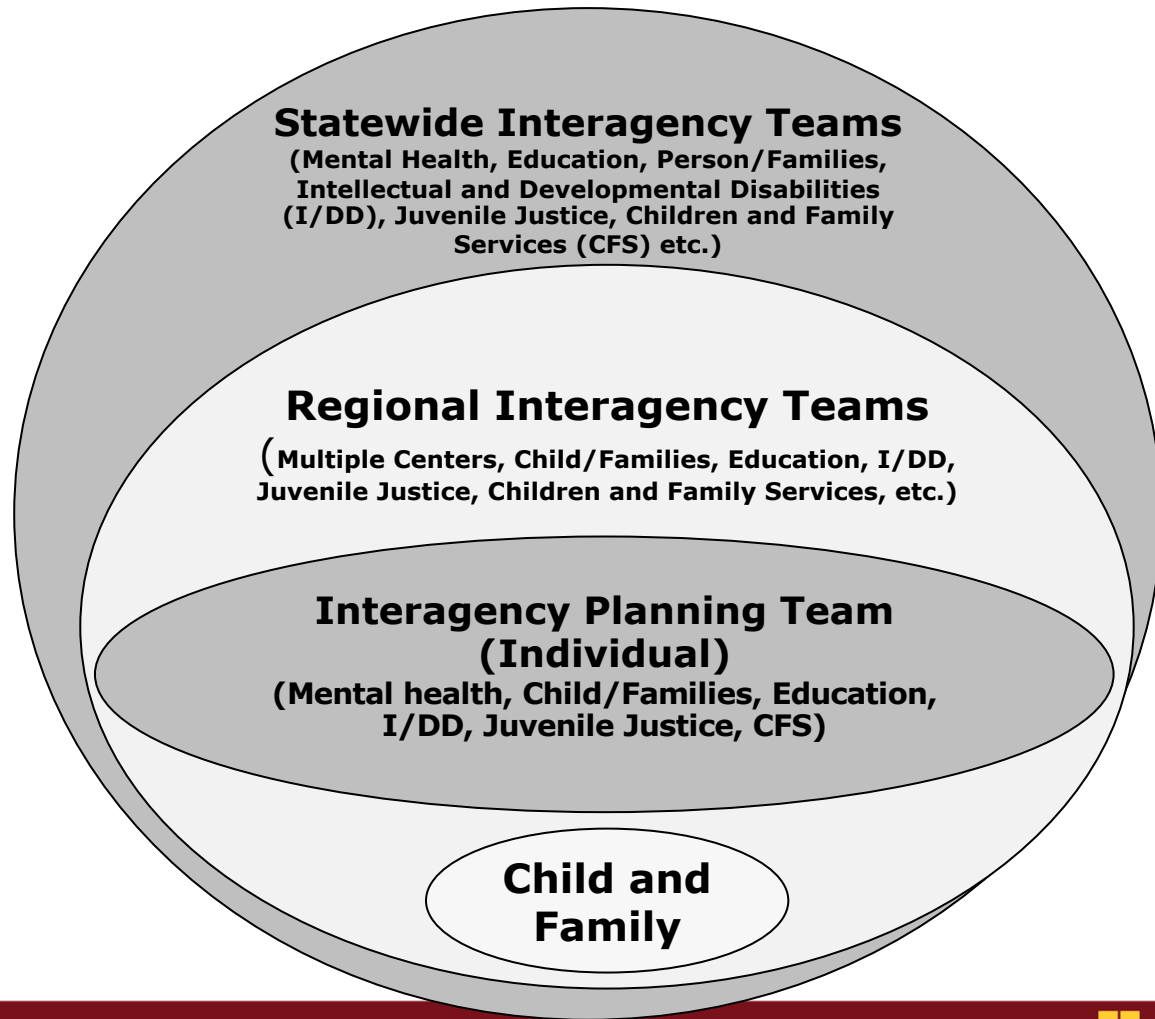 Statewide Interagency Teams
(Mental Health, Education, Person/Families,
Intellectual and Developmental Disabilities
(I/DD), Juvenile Justice, Children and Family
Services (CFS) etc.)
Regional Interagency Teams
(Multiple Centers, Child/Families, Education, I/DD,
Juvenile Justice, Children and Family Services, etc.)
Interagency Planning Team
(Individual)
(Mental health, Child/Families, Education,
I/DD, Juvenile Justice, CFS)
Child and
Family